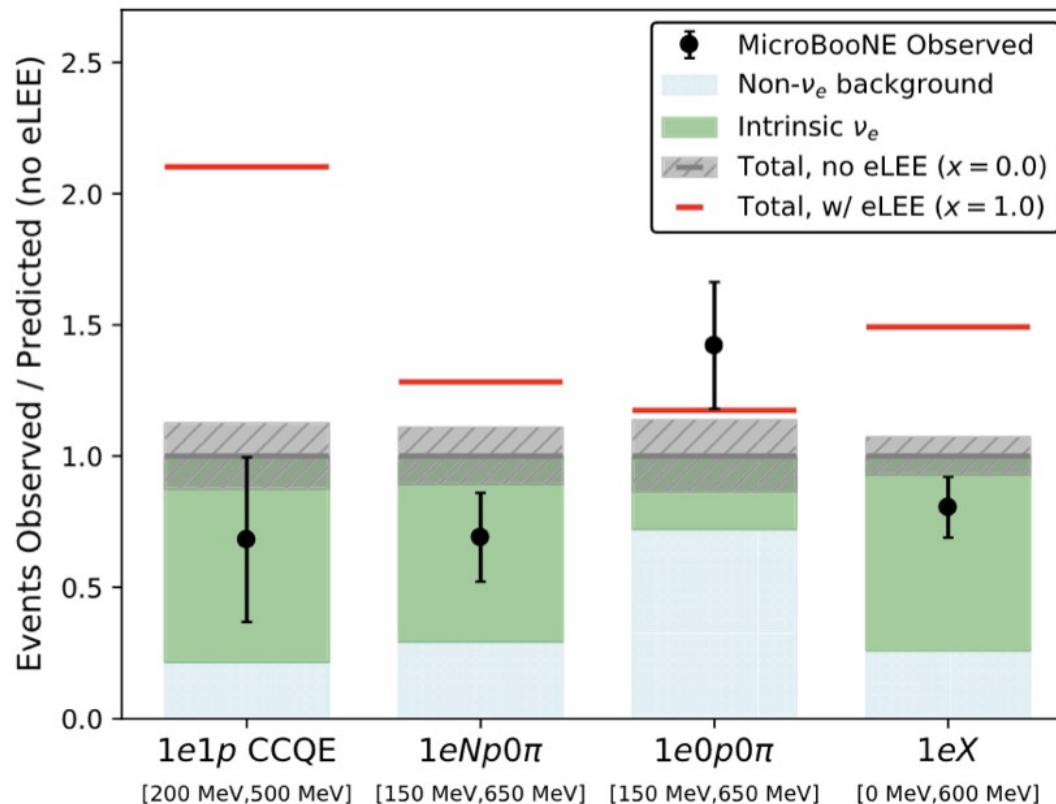 Events Observed / Predicted (no eLEE)
2.5
2.0
1.5
1.0
0.5
0.0
MicroBooNE Observed
Non-νₑ background
Intrinsic νₑ
Total, no eLEE (x = 0.0)
Total, w/ eLEE (x = 1.0)
1e1p CCQE 1eNp0π 1e0p0π 1eX
[200 MeV,500 MeV] [150 MeV,650 MeV] [150 MeV,650 MeV] [0 MeV,600 MeV]